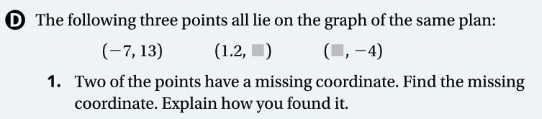 D The following three points all lie on the graph of the same plan:
(−7, 13) (1.2, ■) (■, −4)
1. Two of the points have a missing coordinate. Find the missing
coordinate. Explain how you found it.